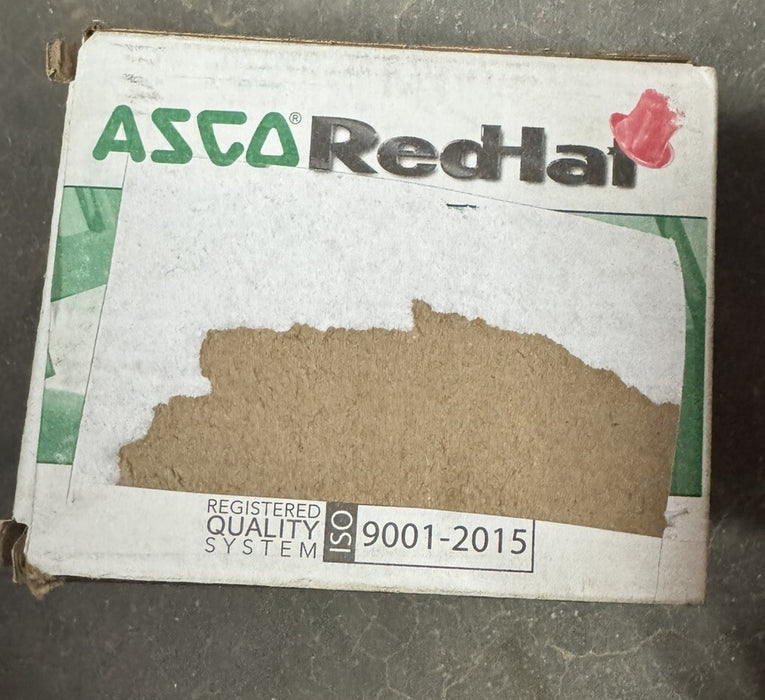 ASCO® RedHat
REGISTERED
QUALITY
SYSTEM
ISO
9001-2015